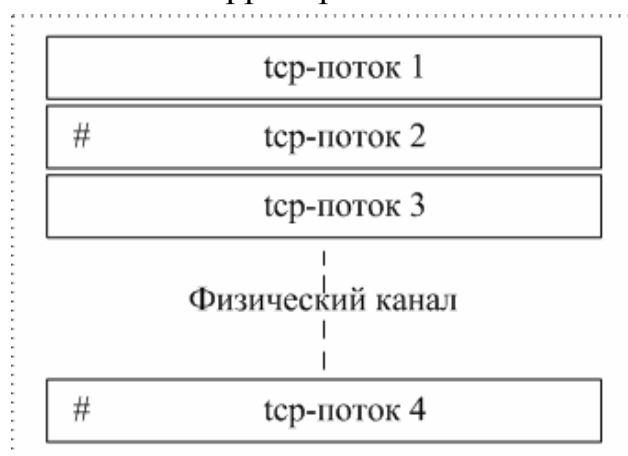 tcp-поток 1
# tcp-поток 2
tcp-поток 3
Физический канал
# tcp-поток 4